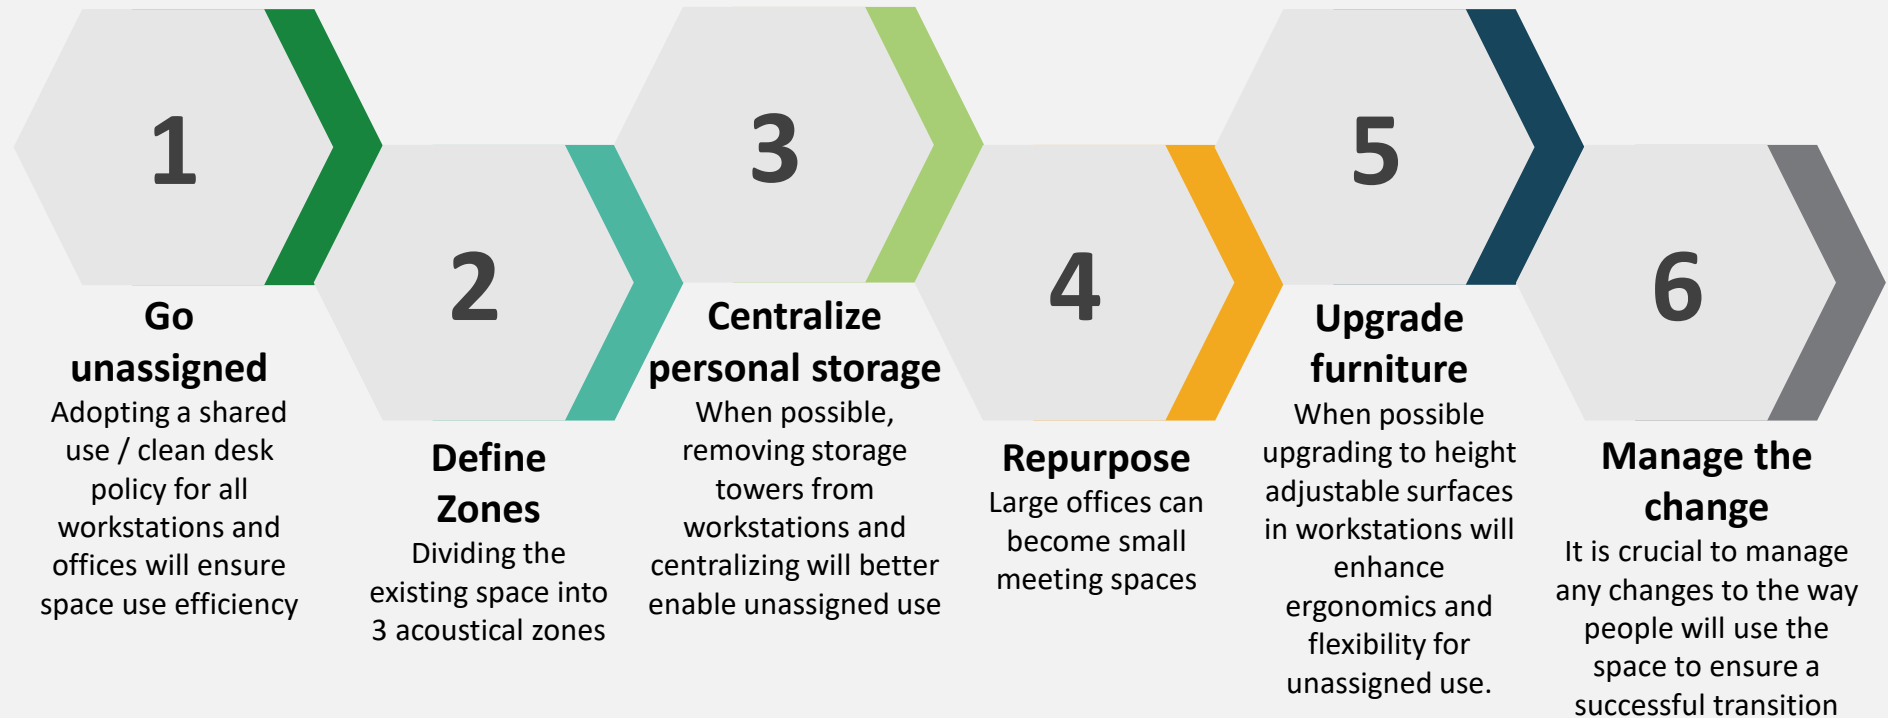 1
Go
unassigned
Adopting a shared
use / clean desk
policy for all
workstations and
offices will ensure
space use efficiency
2
Define
Zones
Dividing the
existing space into
3 acoustical zones
3
Centralize
personal storage
When possible,
removing storage
towers from
workstations and
centralizing will better
enable unassigned use
4
Repurpose
Large offices can
become small
meeting spaces
5
Upgrade
furniture
When possible
upgrading to height
adjustable surfaces
in workstations will
enhance
ergonomics and
flexibility for
unassigned use.
6
Manage the
change
It is crucial to manage
any changes to the way
people will use the
space to ensure a
successful transition